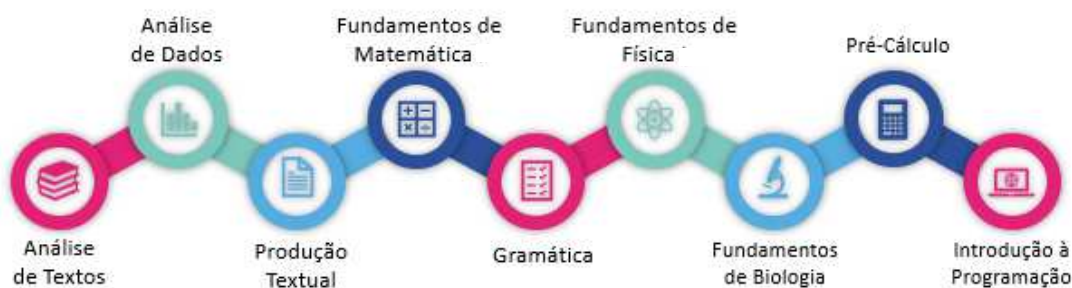 Análise
de Textos
Análise
de Dados
Produção
Textual
Fundamentos de
Matemática
Gramática
Fundamentos de
Física
Fundamentos
de Biologia
Pré-Cálculo
Introdução à
Programação